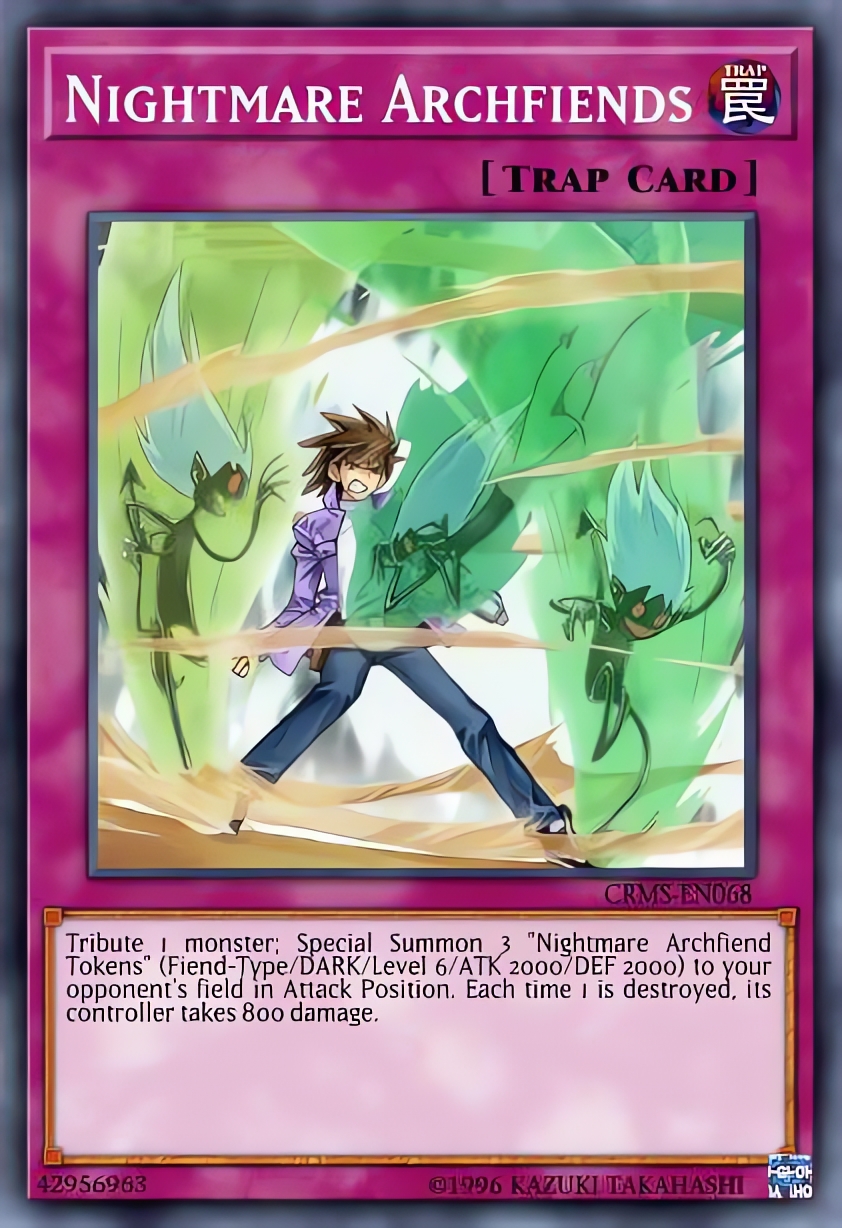 NIGHTMARE ARCHFIENDS
TRAP
罠
[TRAP CARD]
CRMS-EN068
Tribute 1 monster; Special Summon 3 "Nightmare Archfiend
Tokens" (Fiend-Type/DARK/Level 6/ATK 2000/DEF 2000) to your
opponent's field in Attack Position. Each time 1 is destroyed, its
controller takes 800 damage.
42956963
©1996 KAZUKI TAKAHASHI